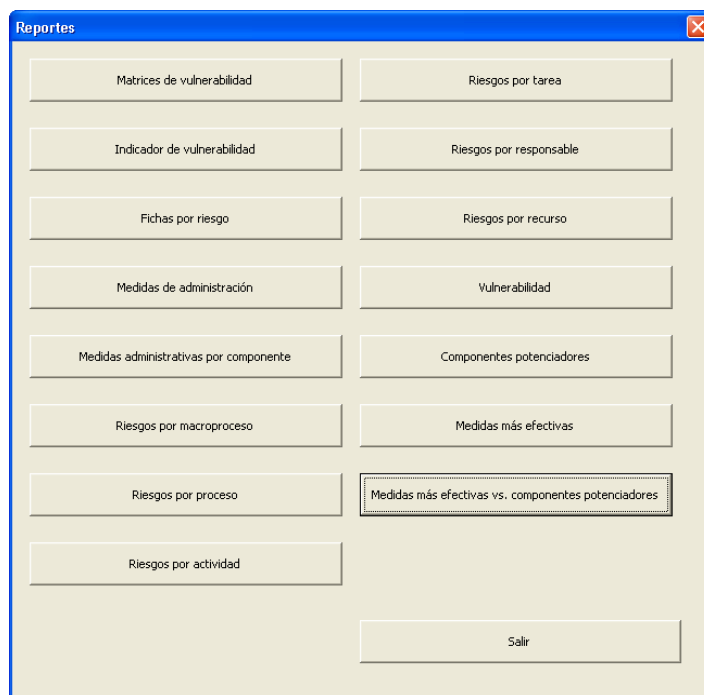 Reportes
Matrices de vulnerabilidad
Riesgos por tarea
Indicador de vulnerabilidad
Riesgos por responsable
Fichas por riesgo
Riesgos por recurso
Medidas de administración
Vulnerabilidad
Medidas administrativas por componente
Componentes potenciadores
Riesgos por macroproceso
Medidas más efectivas
Riesgos por proceso
Medidas más efectivas vs. componentes potenciadores
Riesgos por actividad
Salir